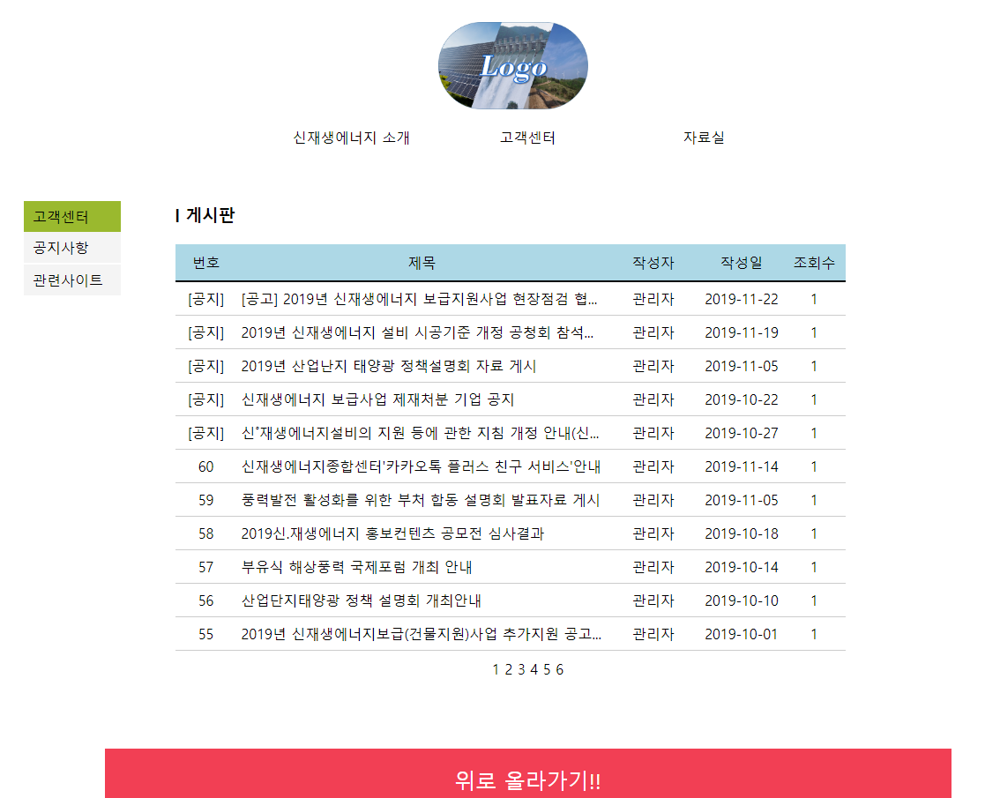 Logo
신재생에너지 소개 고객센터 자료실
고객센터
공지사항
관련사이트
I 게시판
번호 제목 작성자 작성일 조회수
[공지] [공고] 2019년 신재생에너지 보급지원사업 현장점검 협... 관리자 2019-11-22 1
[공지] 2019년 신재생에너지 설비 시공기준 개정 공청회 참석... 관리자 2019-11-19 1
[공지] 2019년 산업난지 태양광 정책설명회 자료 게시 관리자 2019-11-05 1
[공지] 신재생에너지 보급사업 제재처분 기업 공지 관리자 2019-10-22 1
[공지] 신˚재생에너지설비의 지원 등에 관한 지침 개정 안내(신... 관리자 2019-10-27 1
60 신재생에너지종합센터'카카오톡 플러스 친구 서비스'안내 관리자 2019-11-14 1
59 풍력발전 활성화를 위한 부처 합동 설명회 발표자료 게시 관리자 2019-11-05 1
58 2019신.재생에너지 홍보컨텐츠 공모전 심사결과 관리자 2019-10-18 1
57 부유식 해상풍력 국제포럼 개최 안내 관리자 2019-10-14 1
56 산업단지태양광 정책 설명회 개최안내 관리자 2019-10-10 1
55 2019년 신재생에너지보급(건물지원)사업 추가지원 공고... 관리자 2019-10-01 1
1 2 3 4 5 6
위로 올라가기!!